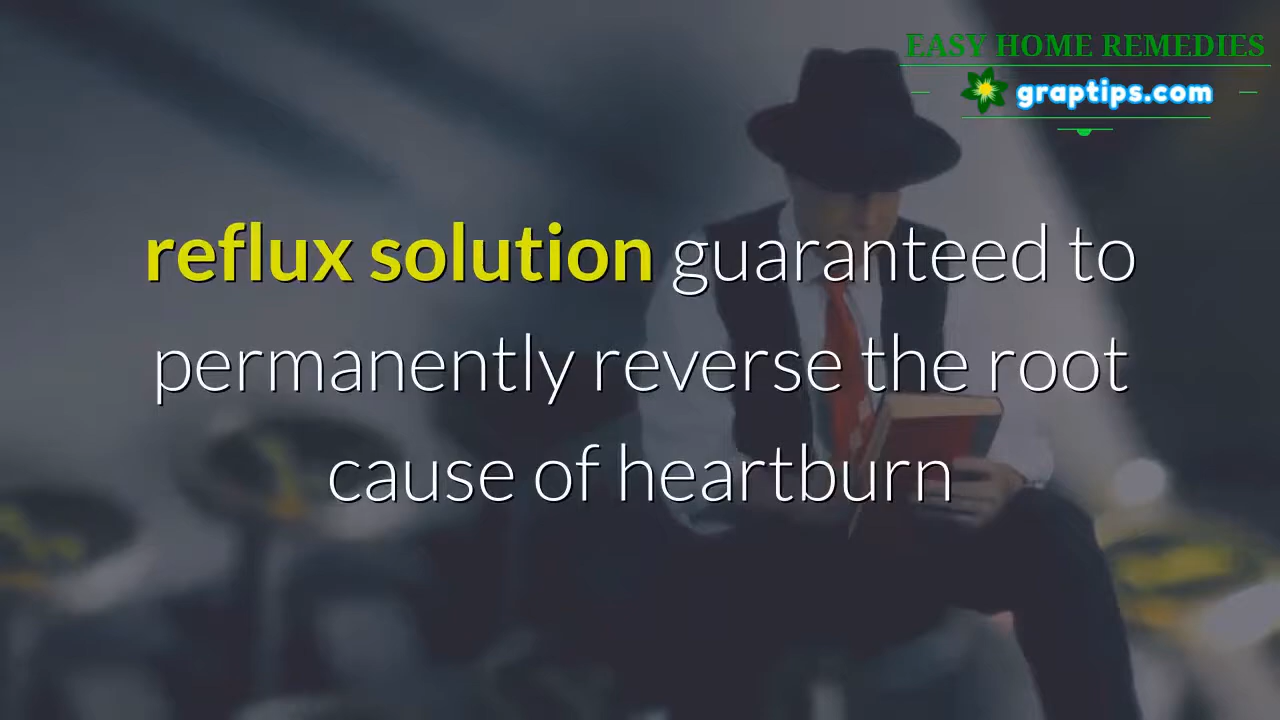 EASY HOME REMEDIES
graptips.com
reflux solution guaranteed to
permanently reverse the root
cause of heartburn